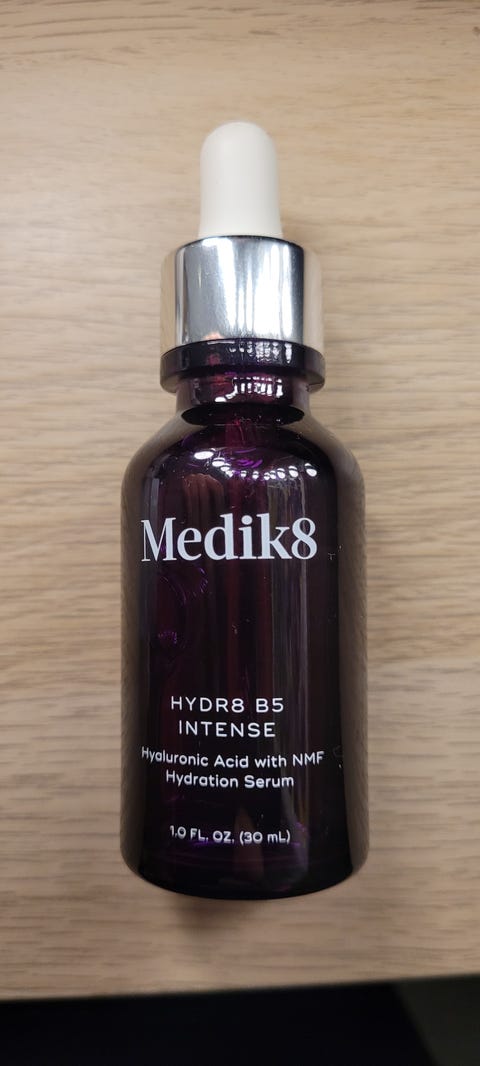 Medik8
HYDR8 B5
INTENSE
Hyaluronic Acid with NMF
Hydration Serum
1.0 FL. OZ. (30 mL)